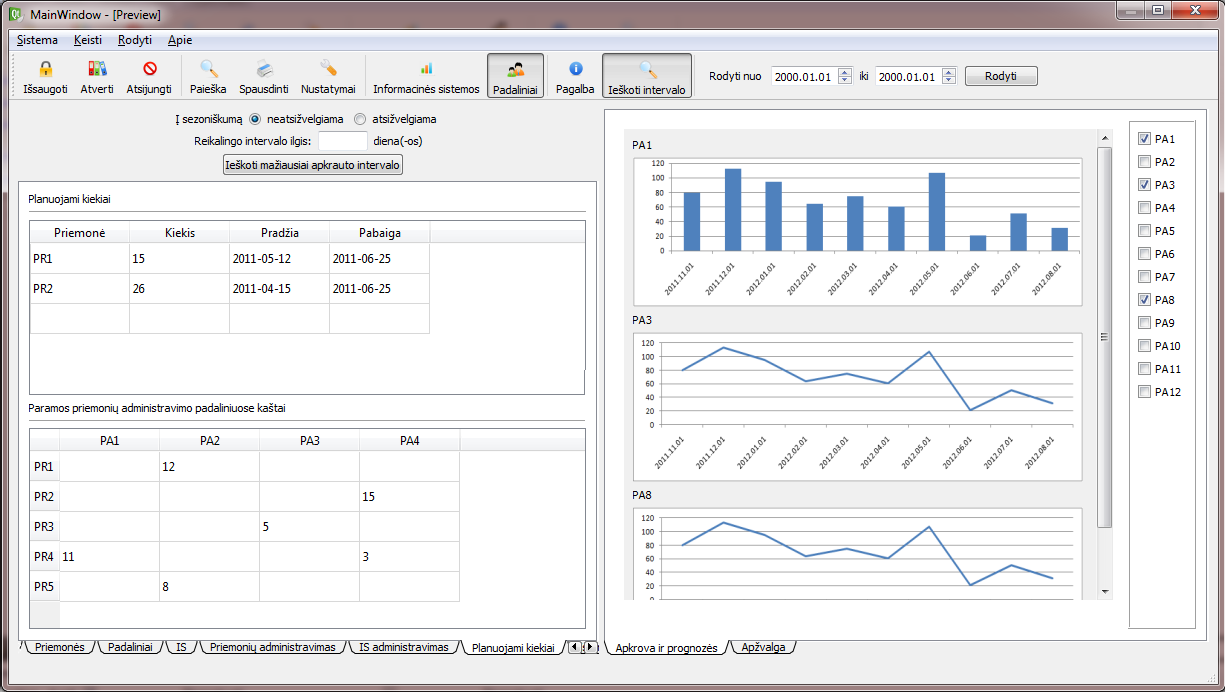 MainWindow - [Preview]
Sistema Keisti Rodyti Apie
Išsaugoti Atverti Atsijungti Paieška Spausdinti Nustatymai Informacinės sistemos Padaliniai Pagalba Ieškoti intervalo Rodyti nuo 2000.01.01 iki 2000.01.01 Rodyti
Į sezoniškumą neatsižvelgiama atsižvelgiama
Reikalingo intervalo ilgis: diena(-os)
Ieškoti mažiausiai apkrauto intervalo
Planuojami kiekiai
Priemonė Kiekis Pradžia Pabaiga
PR1 15 2011-05-12 2011-06-25
PR2 26 2011-04-15 2011-06-25
Paramos priemonių administravimo padaliniuose kaštai
PA1 PA2 PA3 PA4
PR1 12
PR2 15
PR3 5
PR4 11 3
PR5 8
Priemonės Padaliniai IS Priemonių administravimas IS administravimas Planuojami kiekiai
PA1
120
100
80
60
40
20
0
2011.11.01 2011.12.01 2012.01.01 2012.02.01 2012.03.01 2012.04.01 2012.05.01 2012.06.01 2012.07.01 2012.08.01
PA3
120
100
80
60
40
20
0
2011.11.01 2011.12.01 2012.01.01 2012.02.01 2012.03.01 2012.04.01 2012.05.01 2012.06.01 2012.07.01 2012.08.01
PA8
120
100
80
60
40
20
0
Apkrova ir prognozės Apžvalga
PA1
PA2
PA3
PA4
PA5
PA6
PA7
PA8
PA9
PA10
PA11
PA12